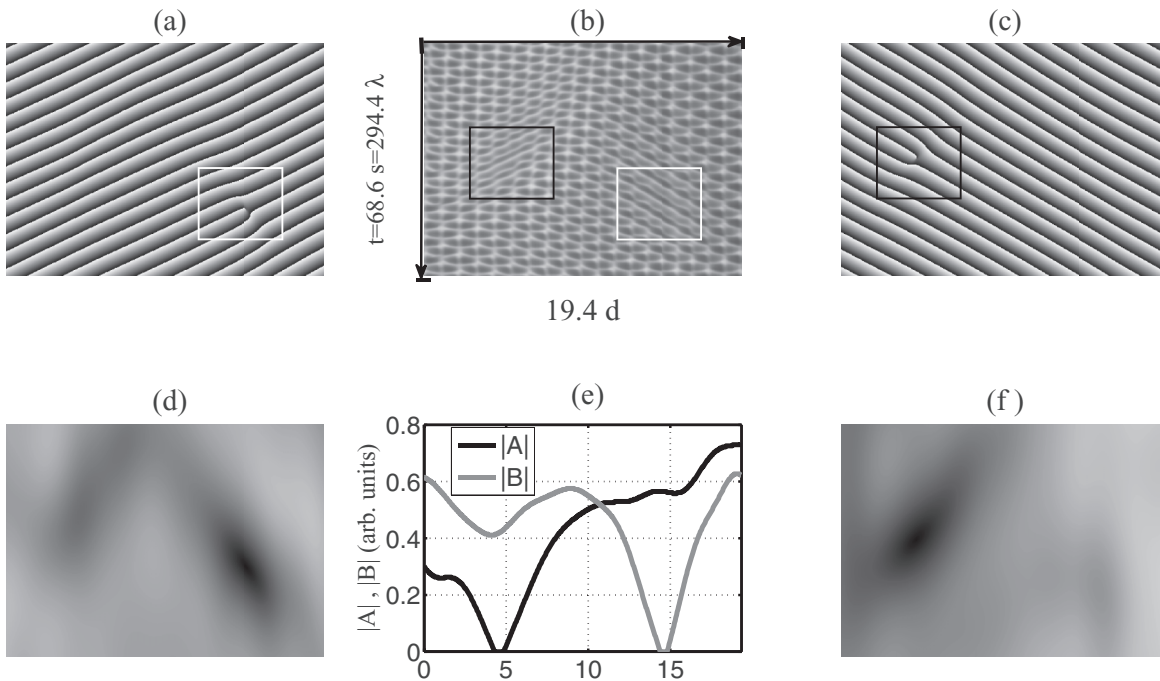 (a)
(b)
(c)
t=68.6 s=294.4 λ
19.4 d
(d)
(e)
(f )
|A| , |B| (arb. units)
0.8
0.6
0.4
0.2
0
|A|
|B|
0 5 10 15